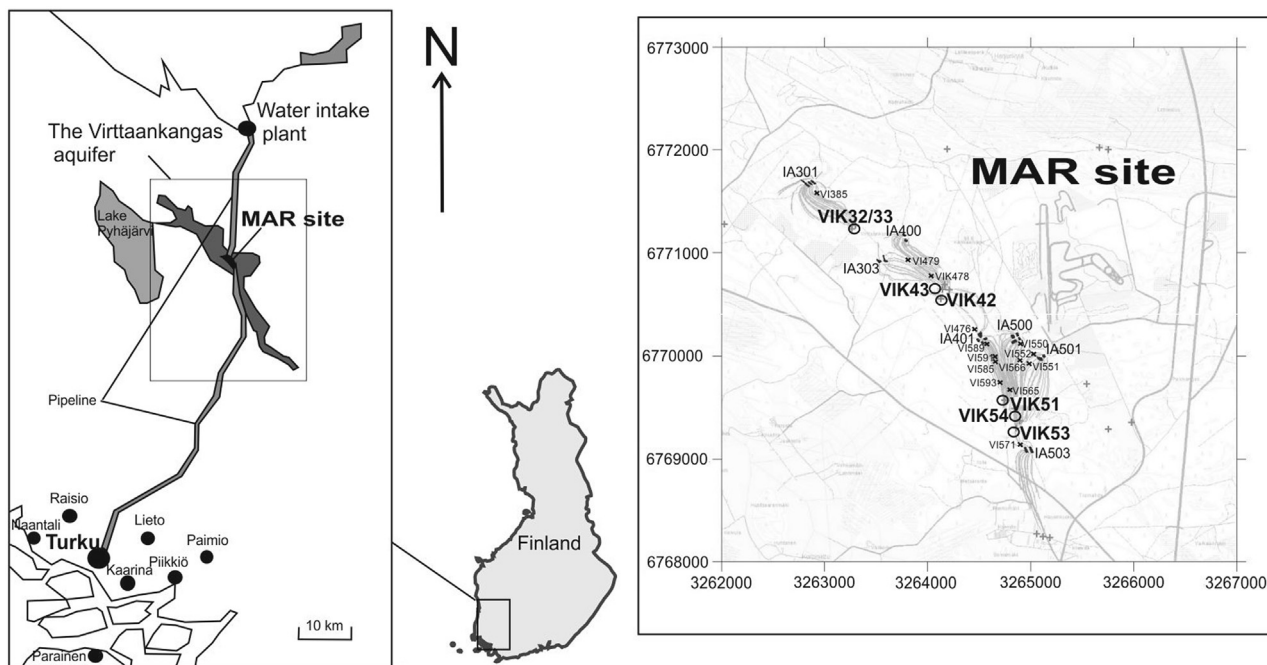 Water intake
plant
The Virttaankangas
aquifer
MAR site
Lake
Pyhäjärvi
Pipeline
Raisio
Naantali
Lieto
Turku
Paimio
Piikkiö
Kaarina
10 km
Parainen
N
Finland
6773000
6772000
6771000
6770000
6769000
6768000
3262000 3263000 3264000 3265000 3266000 3267000
MAR site
IA301
VI385
VIK32/33
IA400
VI479
IA303
VIK478
VIK43
VIK42
VI476
IA500
IA401
VI550
VI589
VI552
IA501
VI591
VI566
VI551
VI585
VI593
VI565
VIK51
VIK54
VIK53
VI571
IA503